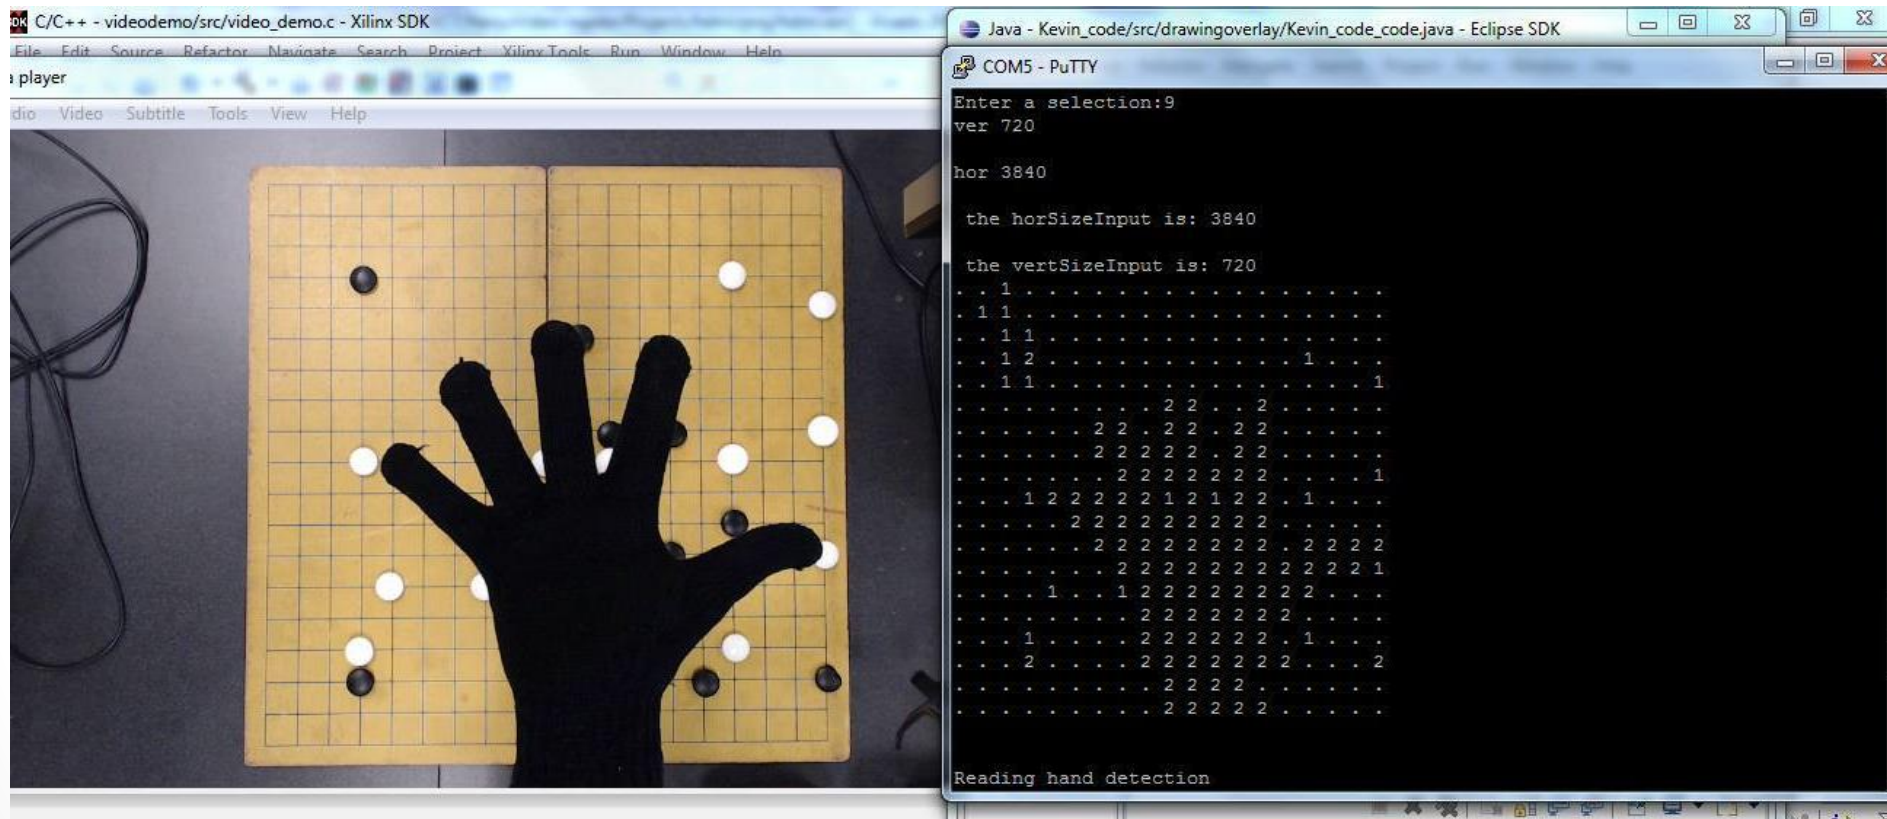 C/C++ - videodemo/src/video_demo.c - Xilinx SDK
File Edit Source Refactor Navigate Search Project Xilinx Tools Run Window Help
player
dio Video Subtitle Tools View Help
Java - Kevin_code/src/drawingoverlay/Kevin_code_code.java - Eclipse SDK
COM5 - PuTTY
Enter a selection:9
ver 720
hor 3840
the horSizeInput is: 3840
the vertSizeInput is: 720
. . 1 . . . . . . . . . . . . . . . .
. 1 1 . . . . . . . . . . . . . . . .
. . 1 1 . . . . . . . . . . . . . . .
. . 1 2 . . . . . . . . . . . 1 . . .
. . 1 1 . . . . . . . . . . . . . . 1
. . . . . . . . . 2 2 . . 2 . . . . .
. . . . . . 2 2 . 2 2 . 2 2 . . . . .
. . . . . . 2 2 2 2 2 . 2 2 . . . . .
. . . . . . . 2 2 2 2 2 2 2 . . . . 1
. . . 1 2 2 2 2 2 1 2 1 2 2 . 1 . . .
. . . . . 2 2 2 2 2 2 2 2 2 . . . . .
. . . . . . 2 2 2 2 2 2 2 2 . 2 2 2 2
. . . . . . . 2 2 2 2 2 2 2 2 2 2 2 1
. . . . 1 . . 1 2 2 2 2 2 2 2 2 . . .
. . . . . . . . 2 2 2 2 2 2 2 . . . .
. . . 1 . . . . 2 2 2 2 2 2 . 1 . . .
. . . 2 . . . . 2 2 2 2 2 2 2 . . . 2
. . . . . . . . . 2 2 2 2 . . . . . .
. . . . . . . . . 2 2 2 2 2 . . . . .
Reading hand detection